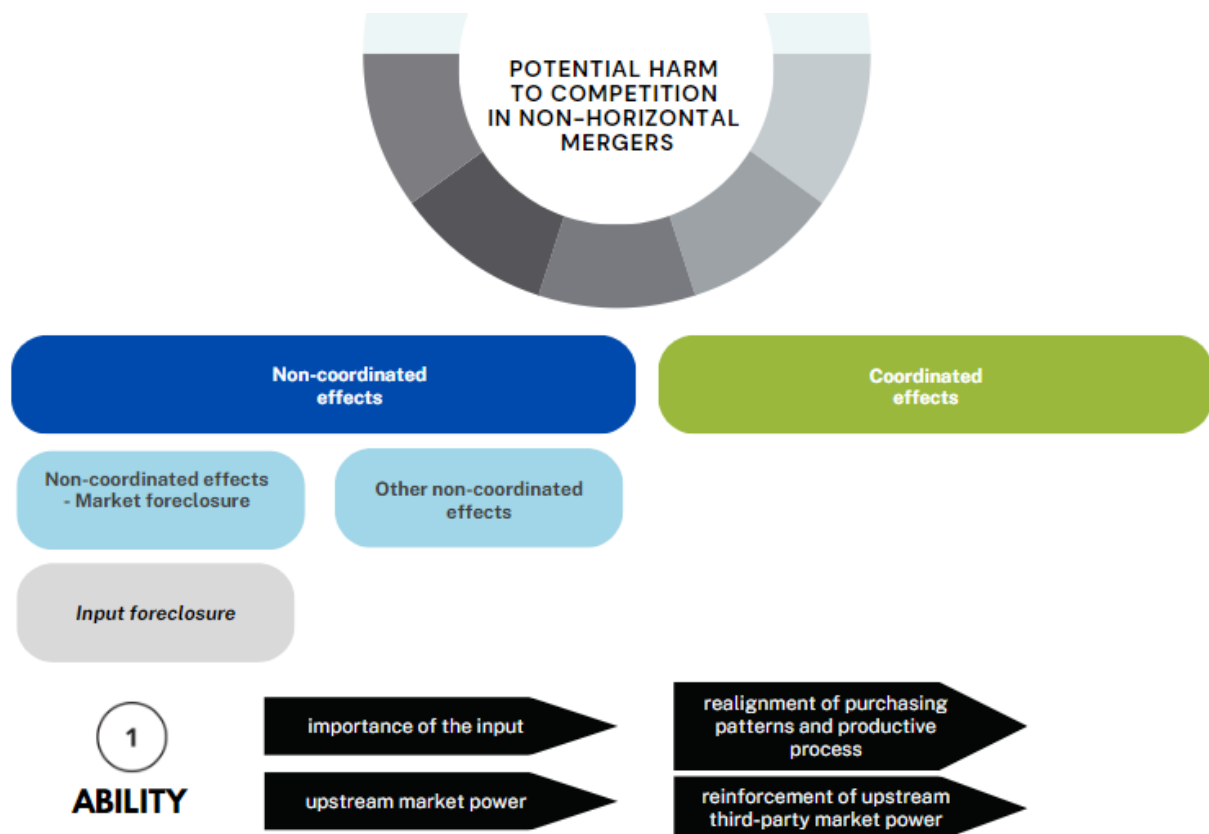 POTENTIAL HARM
TO COMPETITION
IN NON-HORIZONTAL
MERGERS
Non-coordinated
effects
Coordinated
effects
Non-coordinated effects
- Market foreclosure
Other non-coordinated
effects
Input foreclosure
1
ABILITY
importance of the input
realignment of purchasing
patterns and productive
process
upstream market power
reinforcement of upstream
third-party market power